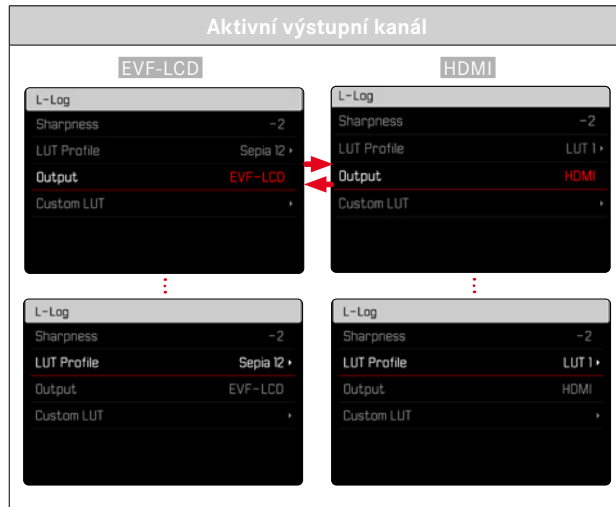 Aktivní výstupní kanál
EVF-LCD
L-Log
Sharpness -2
LUT Profile Sepia 12
Output EVF-LCD
Custom LUT
HDMI
L-Log
Sharpness -2
LUT Profile LUT 1
Output HDMI
Custom LUT
L-Log
Sharpness -2
LUT Profile Sepia 12
Output EVF-LCD
Custom LUT
L-Log
Sharpness -2
LUT Profile LUT 1
Output HDMI
Custom LUT